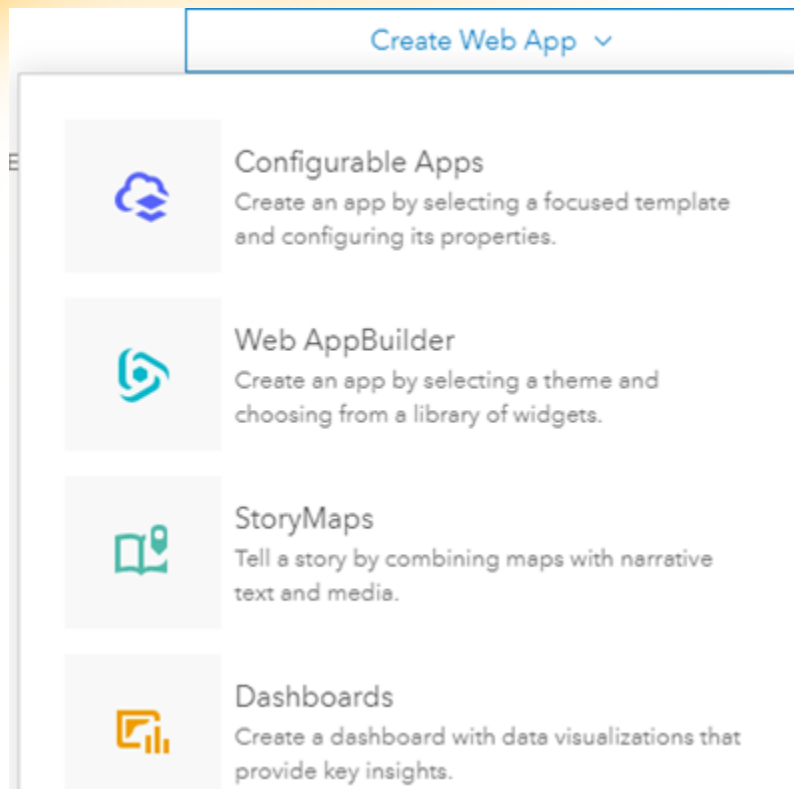 Create Web App
Configurable Apps
Create an app by selecting a focused template
and configuring its properties.
Web AppBuilder
Create an app by selecting a theme and
choosing from a library of widgets.
StoryMaps
Tell a story by combining maps with narrative
text and media.
Dashboards
Create a dashboard with data visualizations that
provide key insights.